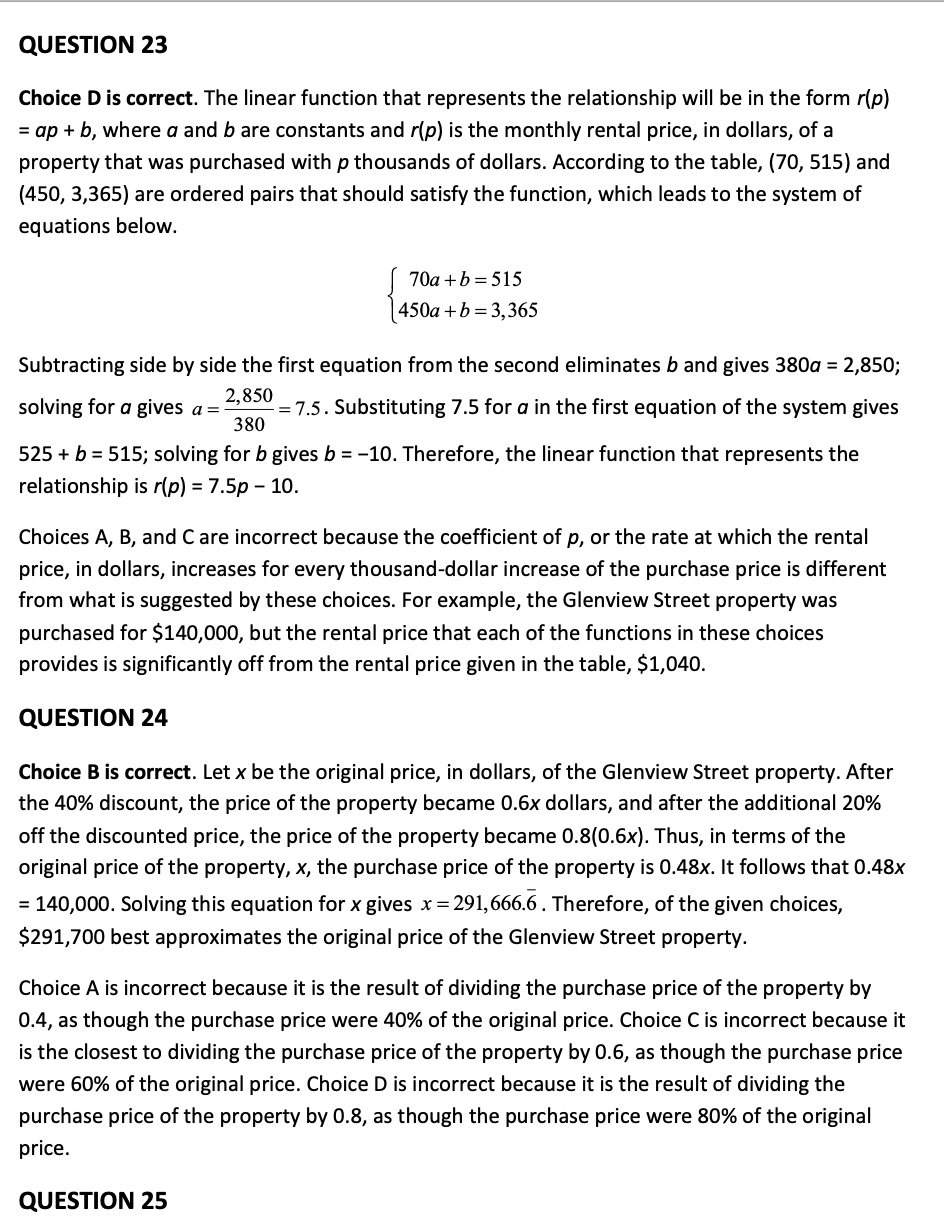 QUESTION 23
Choice D is correct. The linear function that represents the relationship will be in the form r(p)
= ap + b, where a and b are constants and r(p) is the monthly rental price, in dollars, of a
property that was purchased with p thousands of dollars. According to the table, (70, 515) and
(450, 3,365) are ordered pairs that should satisfy the function, which leads to the system of
equations below.
{ 70a + b = 515
450a + b = 3,365
Subtracting side by side the first equation from the second eliminates b and gives 380a = 2,850;
solving for a gives a = 2,850/380 = 7.5. Substituting 7.5 for a in the first equation of the system gives
525 + b = 515; solving for b gives b = −10. Therefore, the linear function that represents the
relationship is r(p) = 7.5p − 10.
Choices A, B, and C are incorrect because the coefficient of p, or the rate at which the rental
price, in dollars, increases for every thousand-dollar increase of the purchase price is different
from what is suggested by these choices. For example, the Glenview Street property was
purchased for $140,000, but the rental price that each of the functions in these choices
provides is significantly off from the rental price given in the table, $1,040.
QUESTION 24
Choice B is correct. Let x be the original price, in dollars, of the Glenview Street property. After
the 40% discount, the price of the property became 0.6x dollars, and after the additional 20%
off the discounted price, the price of the property became 0.8(0.6x). Thus, in terms of the
original price of the property, x, the purchase price of the property is 0.48x. It follows that 0.48x
= 140,000. Solving this equation for x gives x = 291,666.6̅. Therefore, of the given choices,
$291,700 best approximates the original price of the Glenview Street property.
Choice A is incorrect because it is the result of dividing the purchase price of the property by
0.4, as though the purchase price were 40% of the original price. Choice C is incorrect because it
is the closest to dividing the purchase price of the property by 0.6, as though the purchase price
were 60% of the original price. Choice D is incorrect because it is the result of dividing the
purchase price of the property by 0.8, as though the purchase price were 80% of the original
price.
QUESTION 25